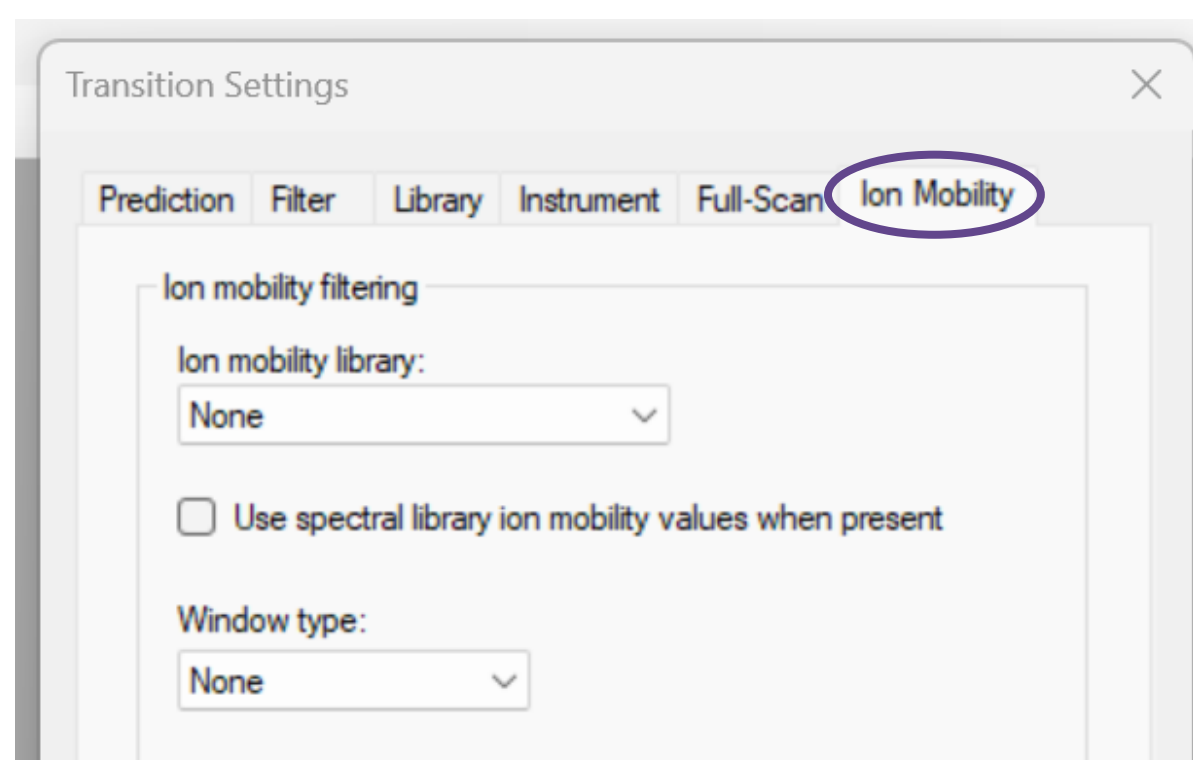 Transition Settings
Prediction Filter Library Instrument Full-Scan Ion Mobility
Ion mobility filtering
Ion mobility library:
None
Use spectral library ion mobility values when present
Window type:
None